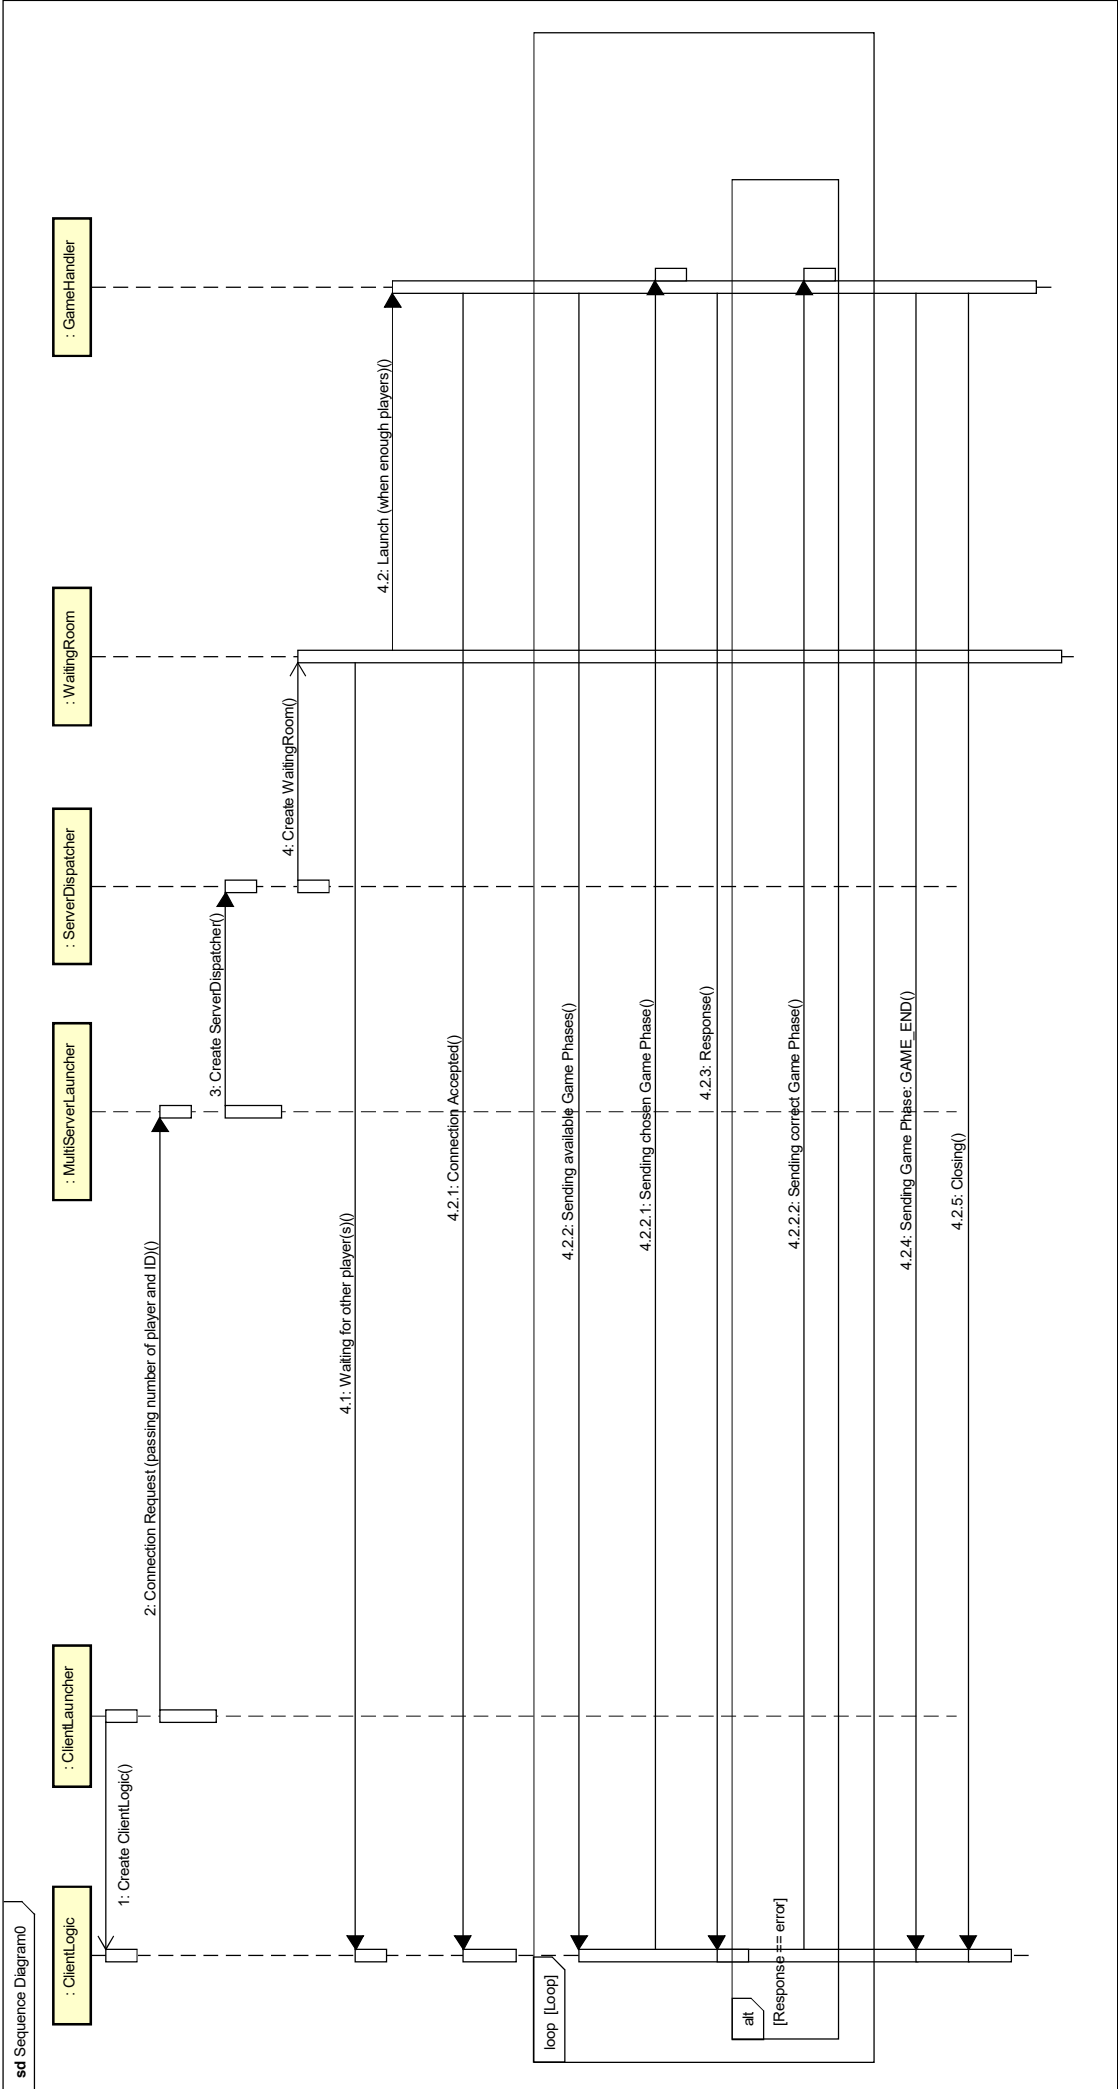 sd Sequence Diagram0
: ClientLogic
: ClientLauncher
: MultiServerLauncher
: ServerDispatcher
: WaitingRoom
: GameHandler
1: Create ClientLogic()
2: Connection Request (passing number of player and ID)()
3: Create ServerDispatcher()
4: Create WaitingRoom()
4.1: Waiting for other player(s)()
4.2: Launch (when enough players)()
4.2.1: Connection Accepted()
loop [Loop]
4.2.2: Sending available Game Phases()
4.2.2.1: Sending chosen Game Phase()
4.2.3: Response()
alt
[Response == error]
4.2.2.2: Sending correct Game Phase()
4.2.4: Sending Game Phase: GAME_END()
4.2.5: Closing()